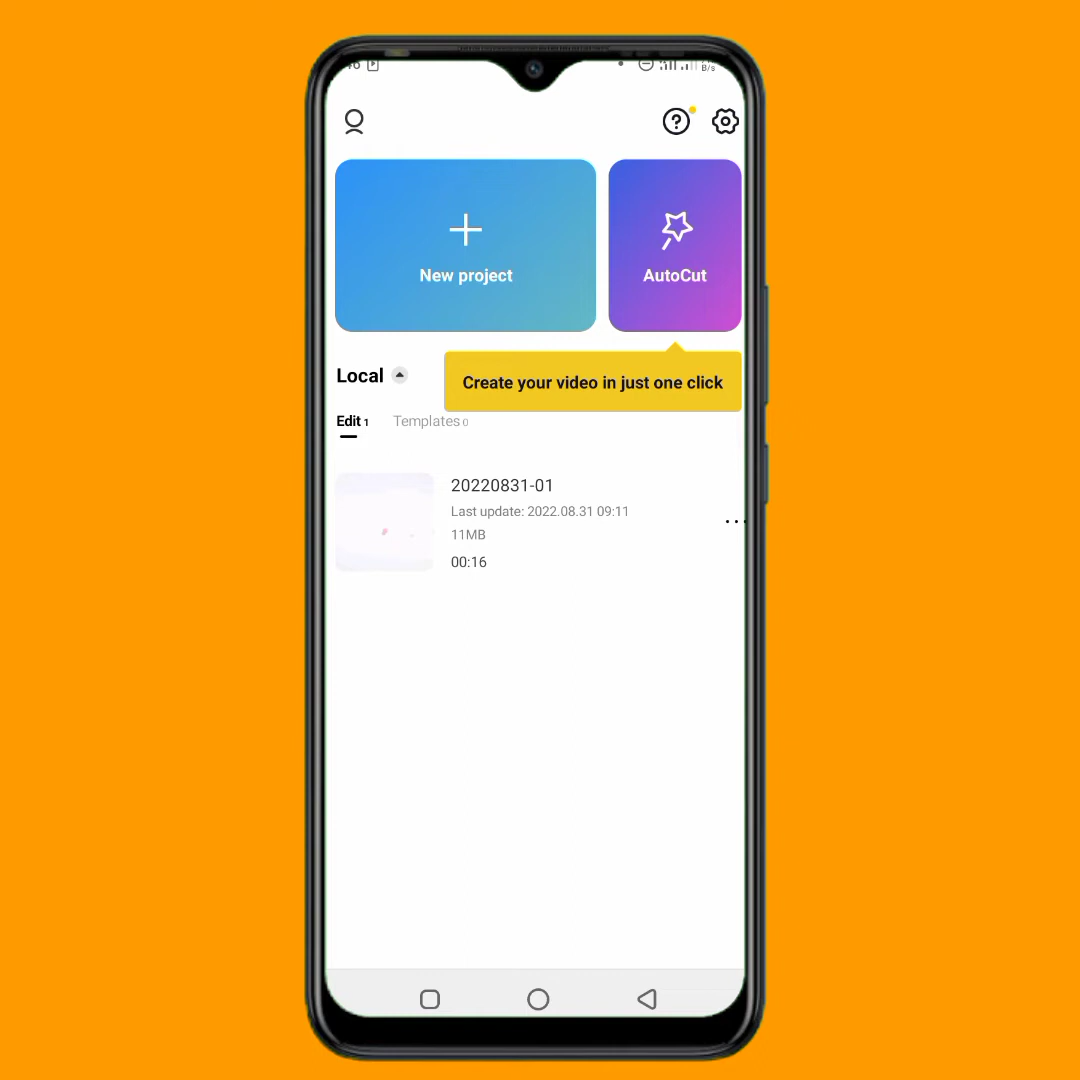 B/s
New project
AutoCut
Create your video in just one click
Local
Edit 1
Templates 0
20220831-01
Last update: 2022.08.31 09:11
11MB
00:16